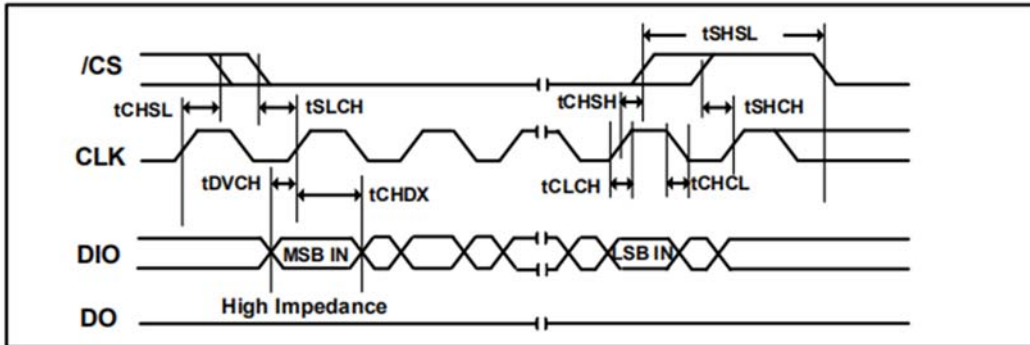 tSHSL
/CS
tCHSL
tSLCH
tCHSH
tSHCH
CLK
tDVCH
tCHDX
tCLCH
tCHCL
DIO
MSB IN
LSB IN
High Impedance
DO